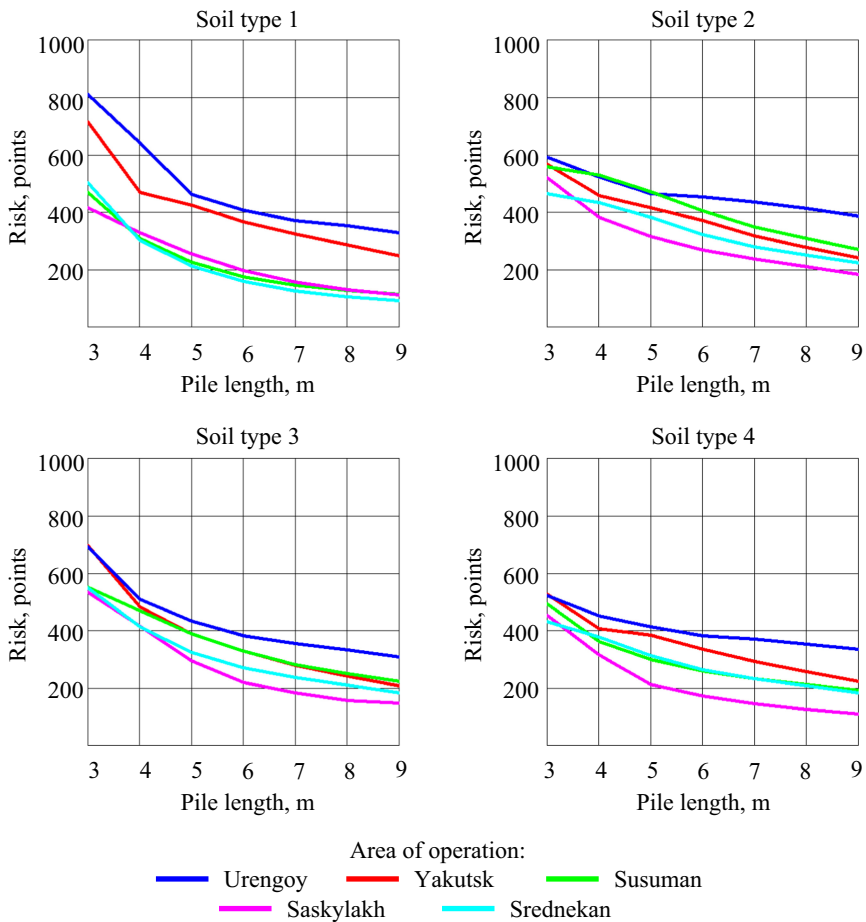 Soil type 1
1000
800
600
400
200
Risk, points
3 4 5 6 7 8 9
Pile length, m
Soil type 2
1000
800
600
400
200
Risk, points
3 4 5 6 7 8 9
Pile length, m
Soil type 3
1000
800
600
400
200
Risk, points
3 4 5 6 7 8 9
Pile length, m
Soil type 4
1000
800
600
400
200
Risk, points
3 4 5 6 7 8 9
Pile length, m
Area of operation:
Urengoy Yakutsk Susuman
Saskylakh Srednekan